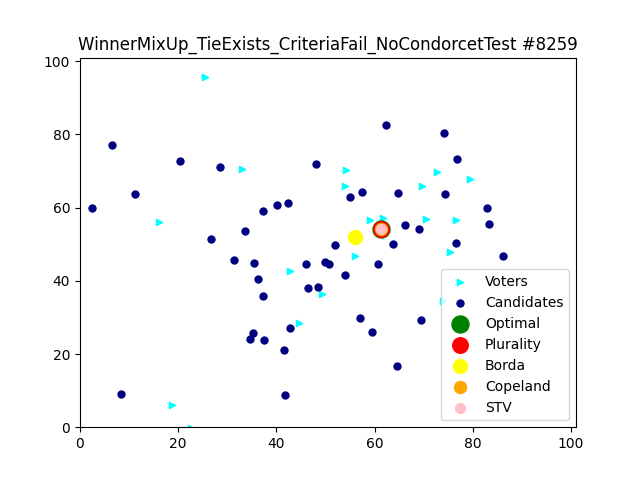 WinnerMixUp_TieExists_CriteriaFail_NoCondorcetTest #8259
100
80
60
40
20
0
0
20
40
60
80
100
Voters
Candidates
Optimal
Plurality
Borda
Copeland
STV